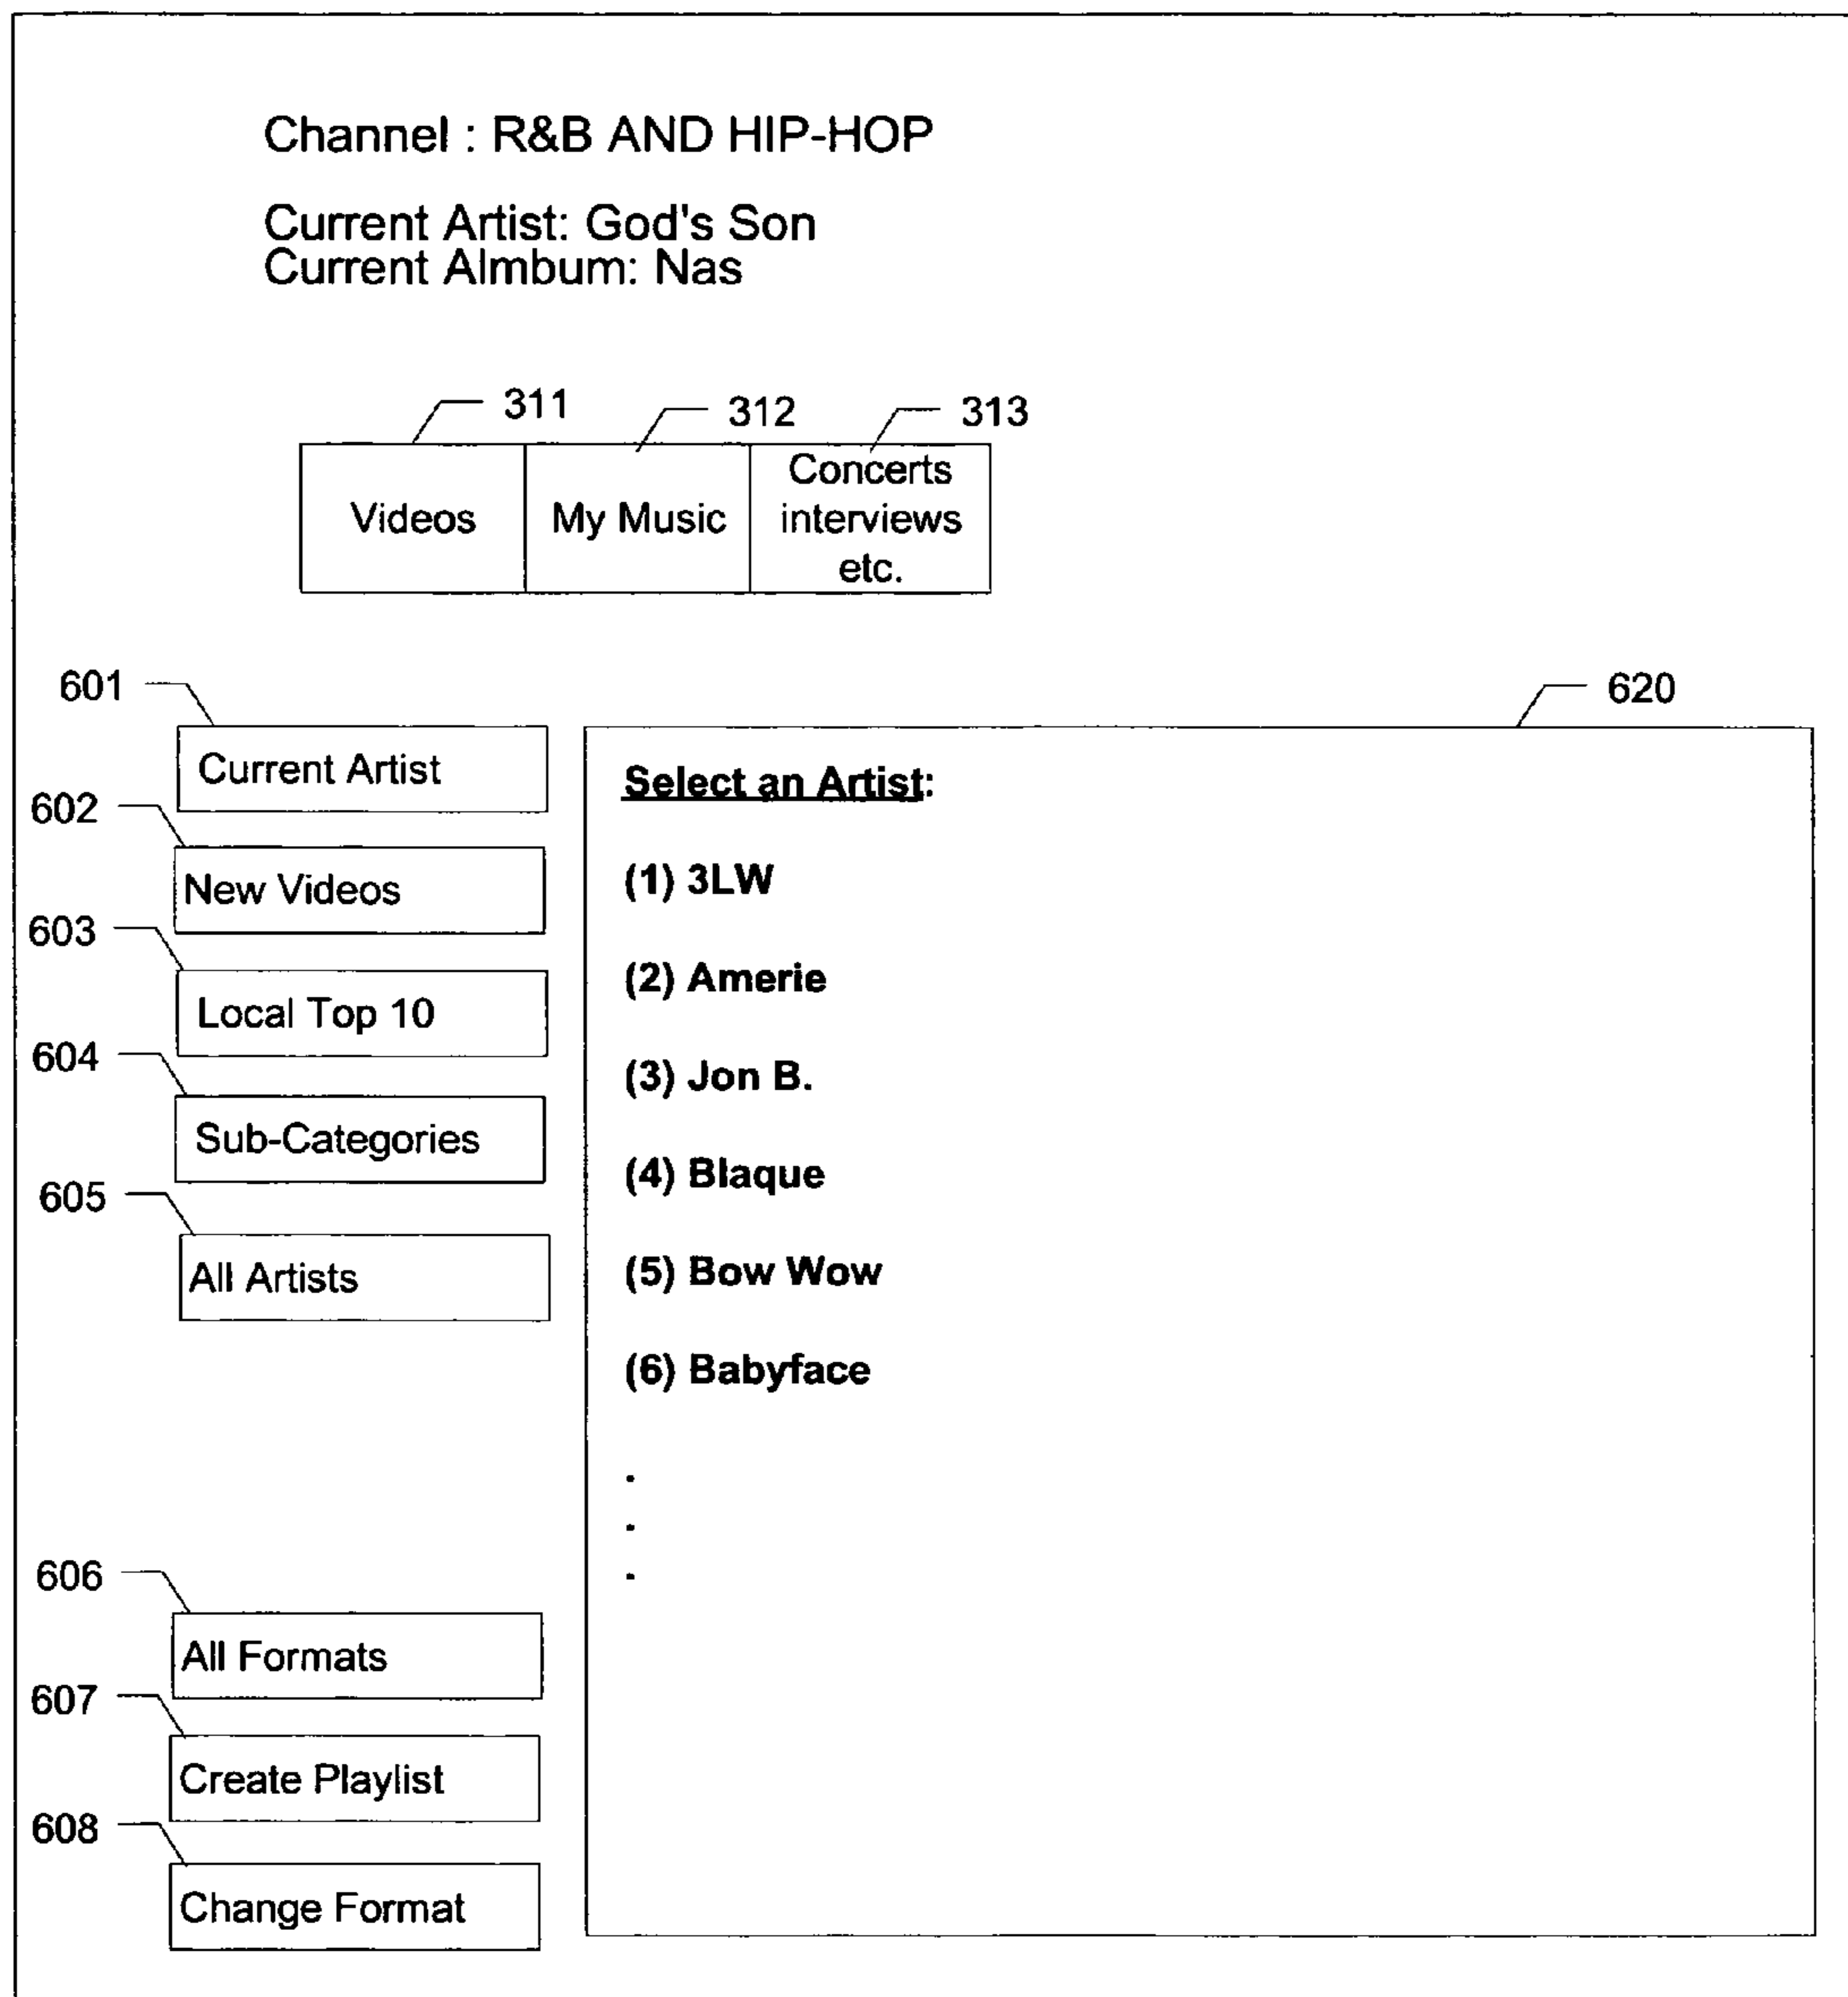 Channel : R&B AND HIP-HOP
Current Artist: God's Son
Current Almbum: Nas
311
312
313
Videos
My Music
Concerts
interviews
etc.
601
Current Artist
602
New Videos
603
Local Top 10
604
Sub-Categories
605
All Artists
606
All Formats
607
Create Playlist
608
Change Format
620
Select an Artist:
(1) 3LW
(2) Amerie
(3) Jon B.
(4) Blaque
(5) Bow Wow
(6) Babyface
.
.
.